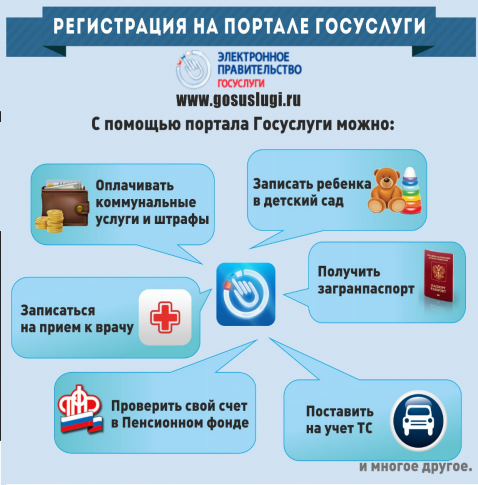 РЕГИСТРАЦИЯ НА ПОРТАЛЕ ГОСУСЛУГИ
ЭЛЕКТРОННОЕ
ПРАВИТЕЛЬСТВО
ГОСУСЛУГИ
www.gosuslugi.ru
С помощью портала Госуслуги можно:
Оплачивать
коммунальные
услуги и штрафы
Записать ребенка
в детский сад
Получить
загранпаспорт
Записаться
на прием к врачу
Проверить свой счет
в Пенсионном фонде
Поставить
на учет ТС
и многое другое.